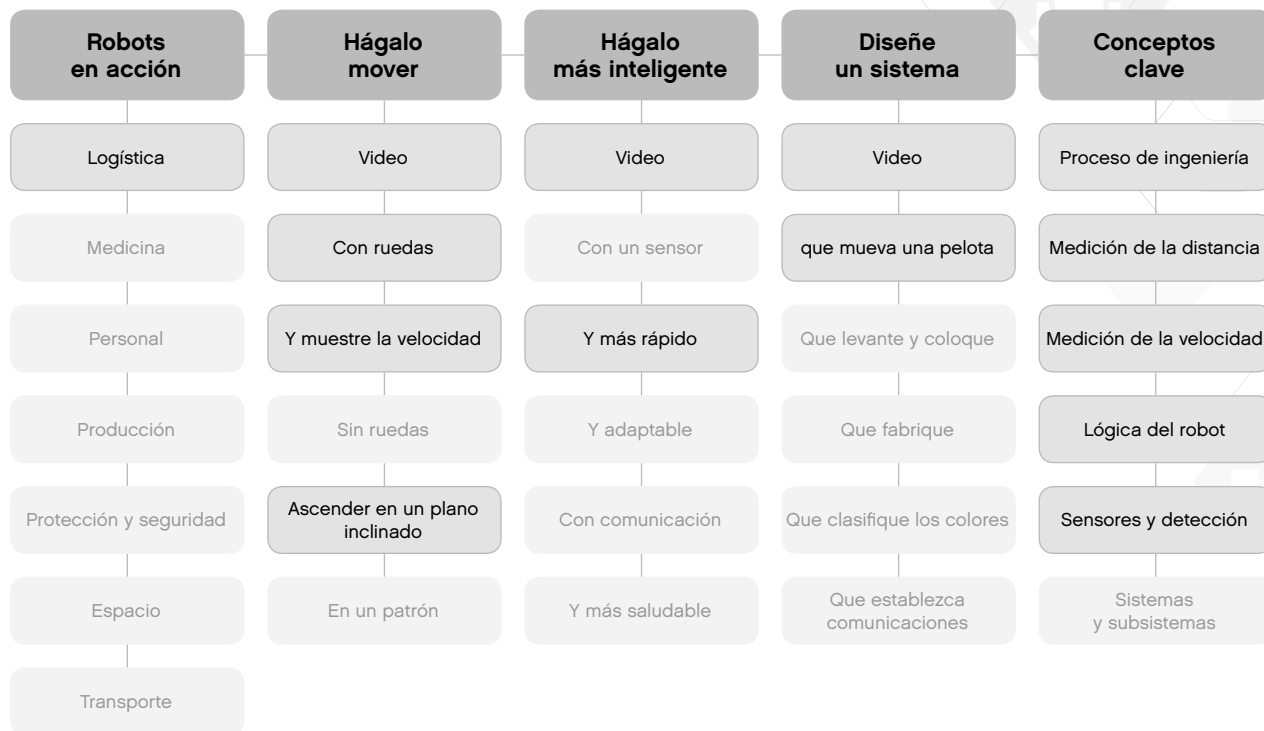 Robots
en acción
Hágalo
mover
Hágalo
más inteligente
Diseñe
un sistema
Conceptos
clave
Logística
Video
Video
Video
Proceso de ingeniería
Medicina
Con ruedas
Con un sensor
que mueva una pelota
Medición de la distancia
Personal
Y muestre la velocidad
Y más rápido
Que levante y coloque
Medición de la velocidad
Producción
Sin ruedas
Y adaptable
Que fabrique
Lógica del robot
Protección y seguridad
Ascender en un plano
inclinado
Con comunicación
Que clasifique los colores
Sensores y detección
Espacio
En un patrón
Y más saludable
Que establezca
comunicaciones
Sistemas
y subsistemas
Transporte